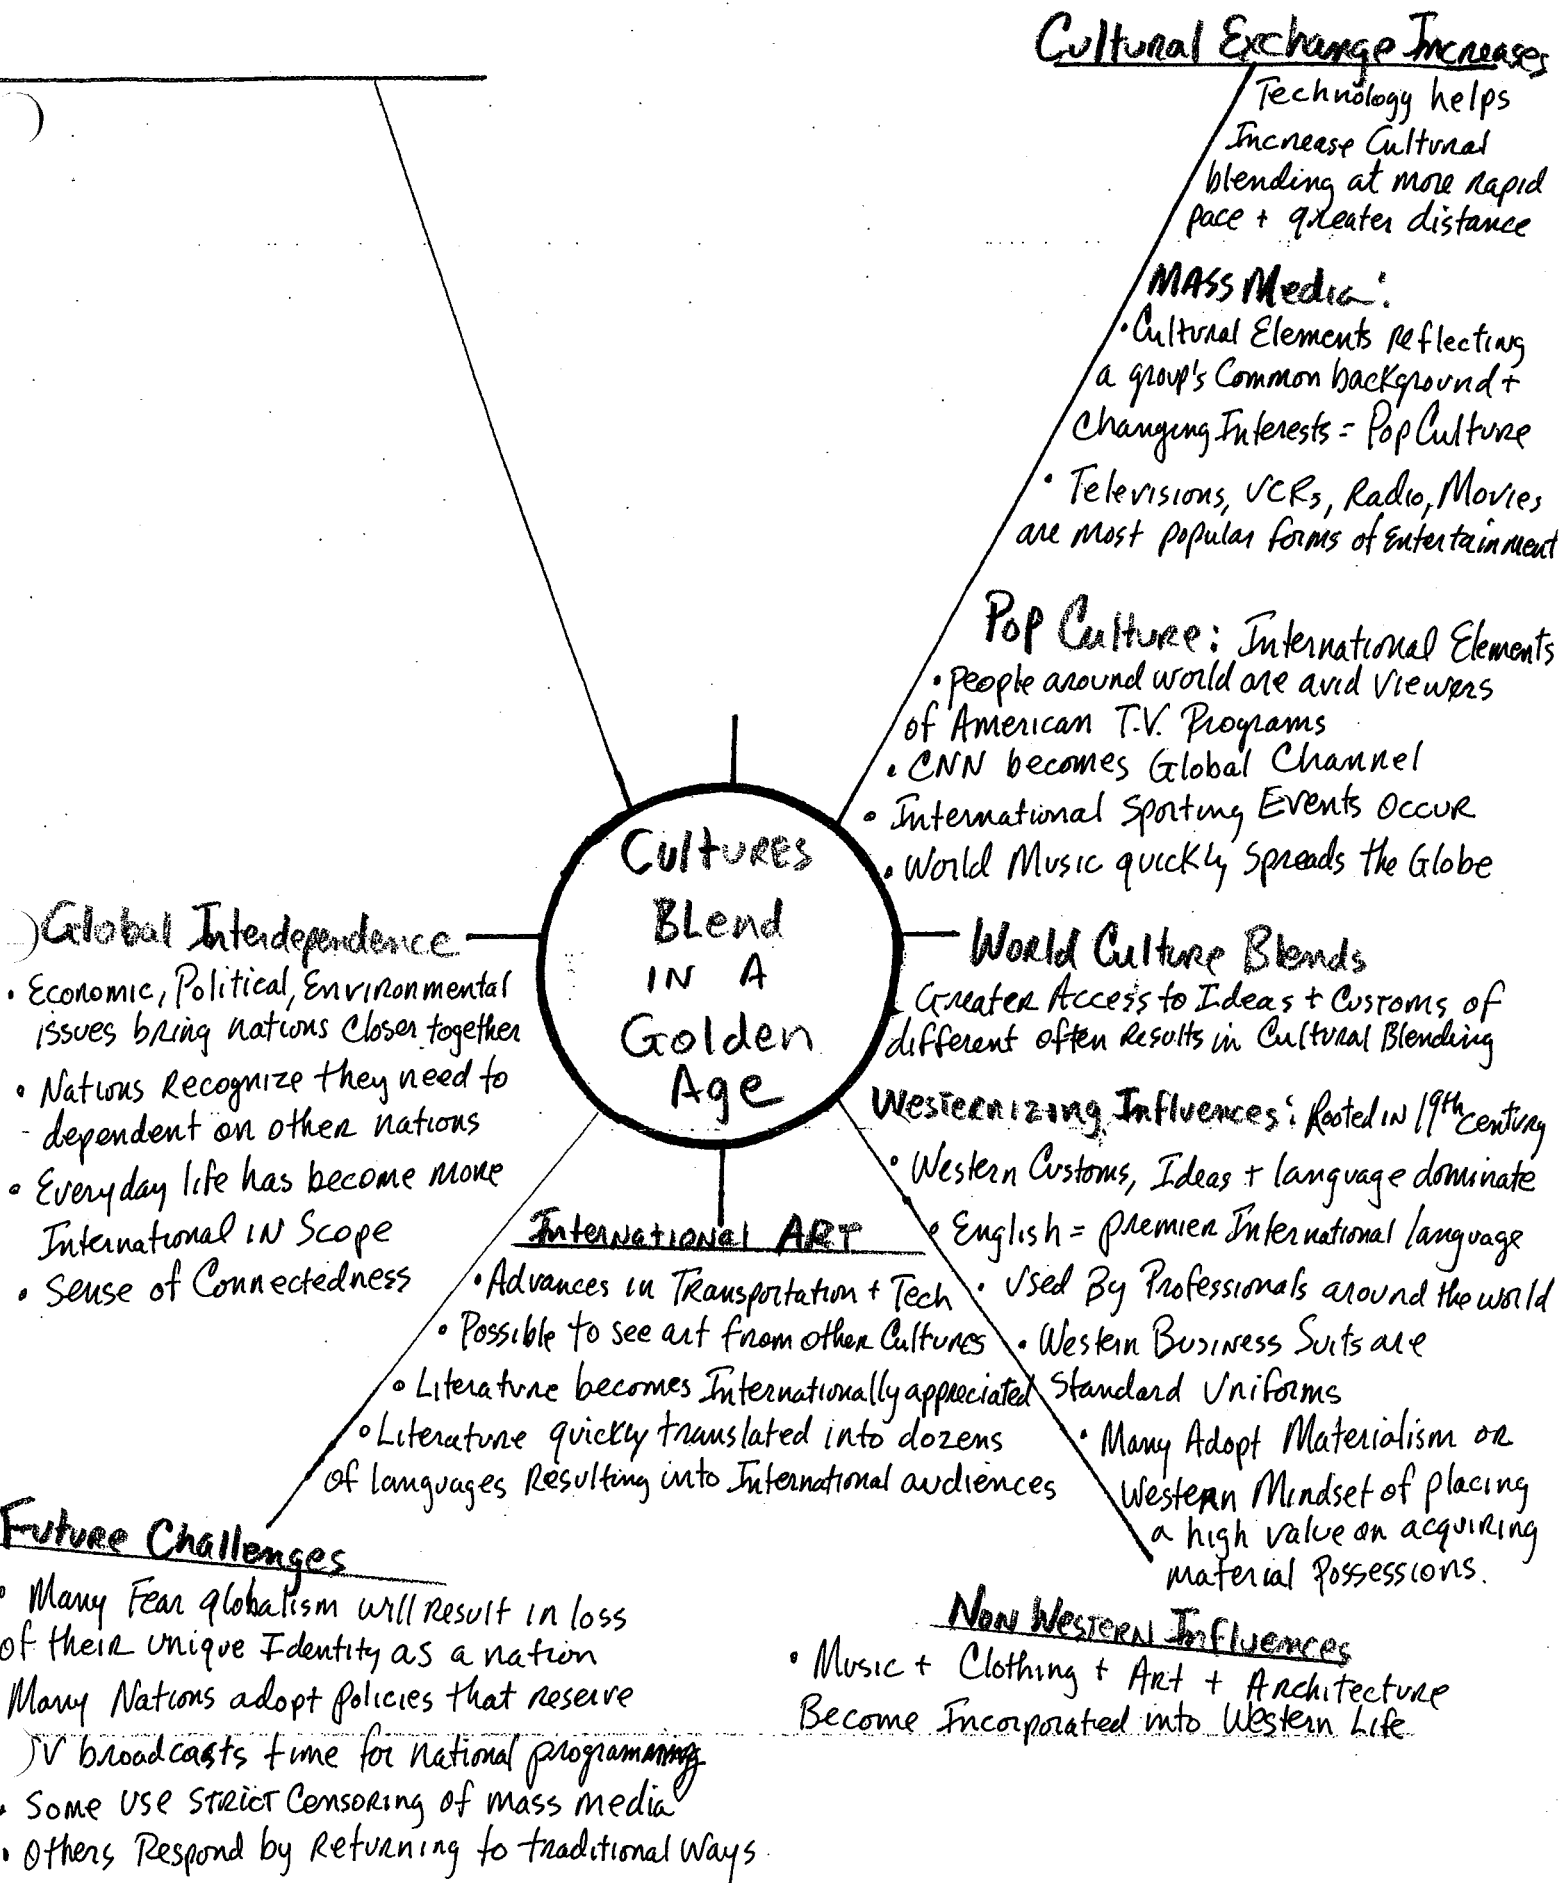 Cultural Exchange Increases
Technology helps
Increase Cultural
blending at more rapid
pace + greater distance
Mass Media:
• Cultural Elements reflecting
a group's Common background +
Changing Interests = Pop Culture
• Televisions, VCRs, Radio, Movies
are most popular forms of entertainment
Pop Culture: International Elements
• People around world are avid viewers
of American T.V. Programs
• CNN becomes Global Channel
• International Sporting Events Occur
• World Music quickly Spreads the Globe
Cultures
Blend
in a
Golden
Age
World Culture Blends
Greater Access to Ideas + Customs of
different often Results in Cultural Blending
Westernizing Influences: Rooted in 19th century
• Western Customs, Ideas + language dominate
• English = premier International language
• Used By Professionals around the world
• Western Business Suits are
Standard Uniforms
• Many Adopt Materialism or
Western Mindset of placing
a high value on acquiring
material Possessions.
Non Western Influences
• Music + Clothing + Art + Architecture
Become Incorporated into Western Life
International Art
• Advances in Transportation + Tech
• Possible to see art from other Cultures
• Literature becomes Internationally appreciated
• Literature quickly translated into dozens
of languages Resulting into International audiences
Global Interdependence
• Economic, Political, Environmental
issues bring nations closer together
• Nations Recognize they need to
dependent on other nations
• Everyday life has become more
International in Scope
• Sense of Connectedness
Future Challenges
• Many Fear globalism will Result in loss
of their unique Identity as a nation
Many Nations adopt policies that reserve
TV broadcasts time for national programming
• Some use strict Censoring of mass media
• Others Respond by Returning to traditional Ways